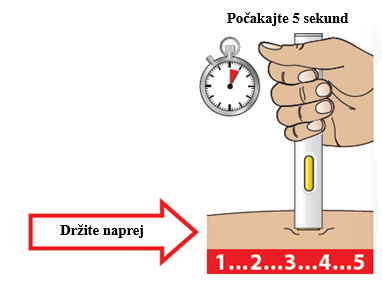 Počakajte 5 sekund
Držite naprej
1...2...3...4...5